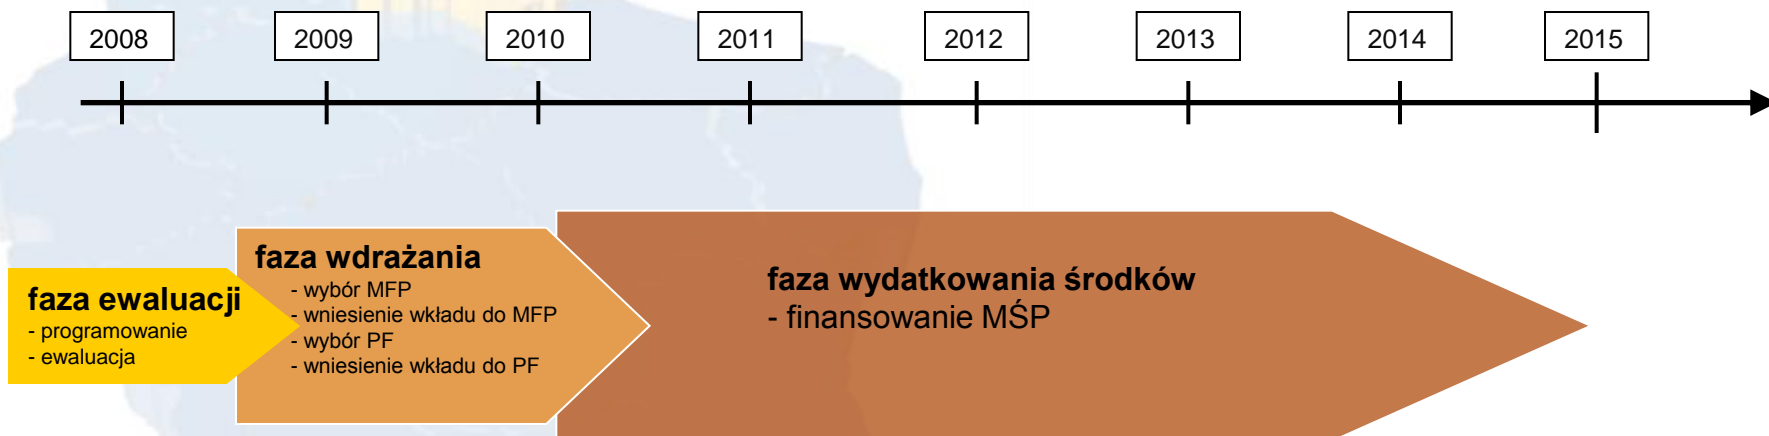 2008
2009
2010
2011
2012
2013
2014
2015
faza ewaluacji
- programowanie
- ewaluacja
faza wdrażania
- wybór MFP
- wniesienie wkładu do MFP
- wybór PF
- wniesienie wkładu do PF
faza wydatkowania środków
- finansowanie MŚP